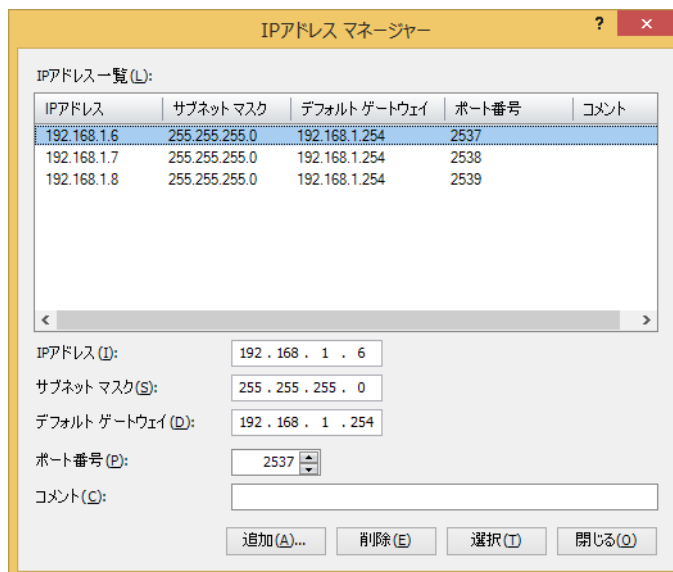 IPアドレス マネージャー ? ×
IPアドレス一覧(L):
IPアドレス サブネット マスク デフォルト ゲートウェイ ポート番号 コメント
192.168.1.6 255.255.255.0 192.168.1.254 2537
192.168.1.7 255.255.255.0 192.168.1.254 2538
192.168.1.8 255.255.255.0 192.168.1.254 2539
IPアドレス(I): 192 . 168 . 1 . 6
サブネット マスク(S): 255 . 255 . 255 . 0
デフォルト ゲートウェイ(D): 192 . 168 . 1 . 254
ポート番号(P): 2537
コメント(C):
追加(A)... 削除(E) 選択(T) 閉じる(O)